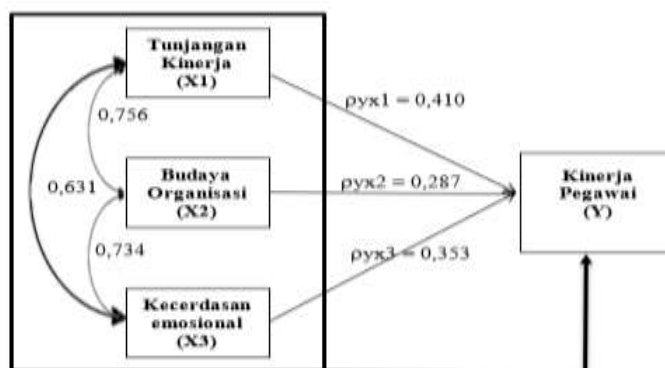 Tunjangan
Kinerja
(X1)
ρyx1 = 0,410
0,756
Budaya
Organisasi
(X2)
0,631
ρyx2 = 0,287
Kinerja
Pegawai
(Y)
0,734
ρyx3 = 0,353
Kecerdasan
emosional
(X3)